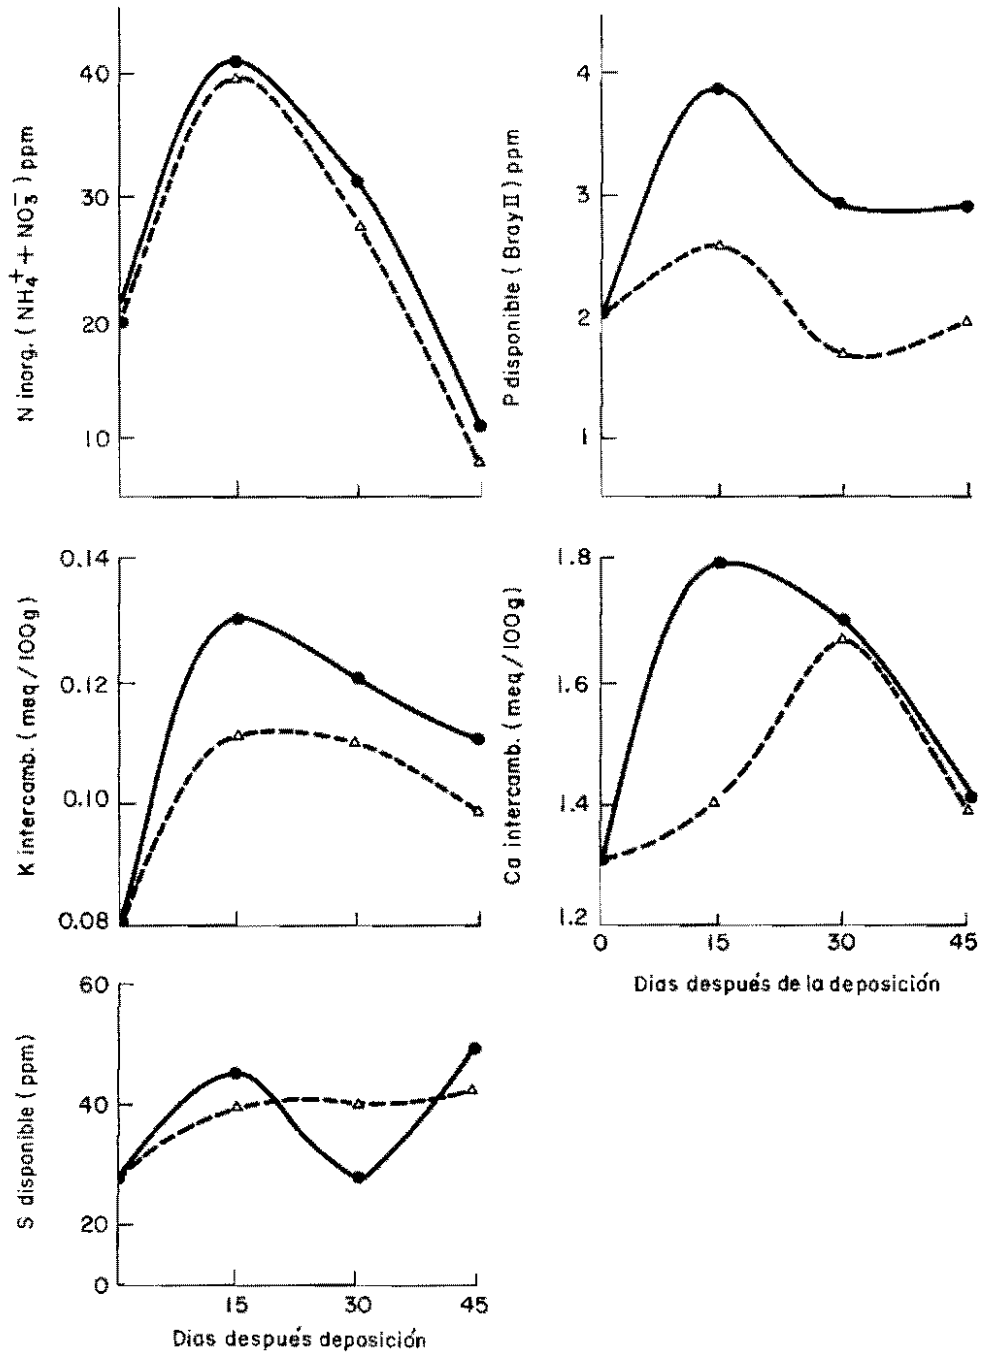 N inorg. ( NH₄⁺ + NO₃⁻ ) ppm
40
30
20
10
P disponible ( Bray II ) ppm
4
3
2
1
K intercamb. ( meq /100g )
0.14
0.12
0.10
0.08
Ca intercamb. ( meq /100g )
1.8
1.6
1.4
1.2
0 15 30 45
Dias después de la deposición
S disponible ( ppm )
60
40
20
0
15 30 45
Dias después deposición